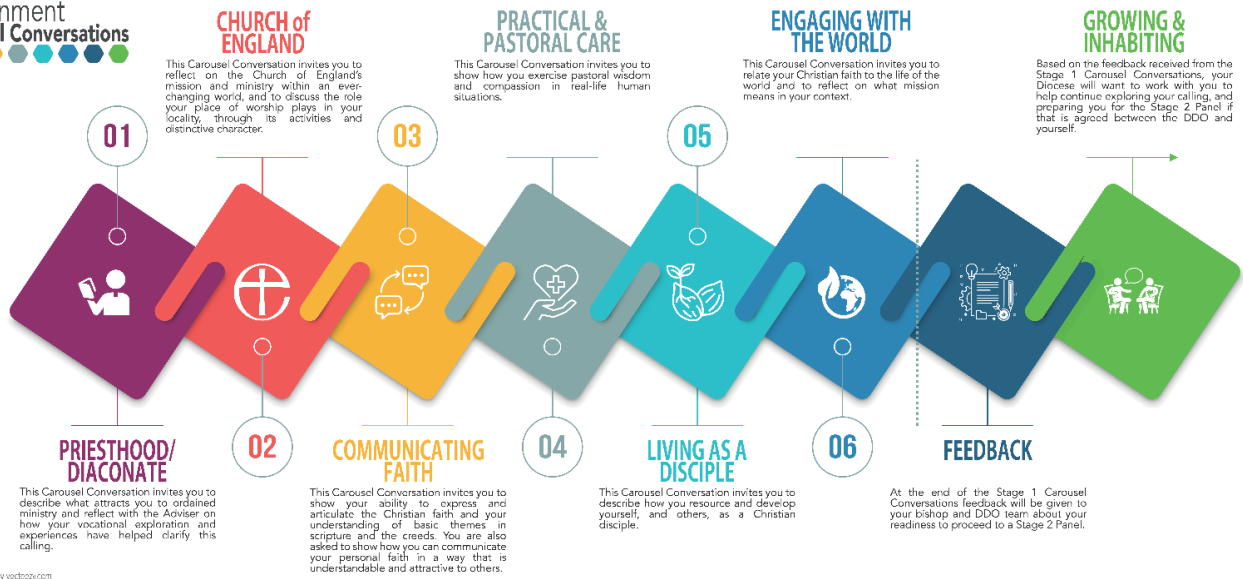 l Conversations
CHURCH of
ENGLAND
This Carousel Conversation invites you to
reflect on the Church of England's
mission and ministry within an ever-
changing world, and to discuss the role
your place of worship plays in your
locality, through its activities and
distinctive character.
PRACTICAL &
PASTORAL CARE
This Carousel Conversation invites you to
show how you exercise pastoral wisdom
and compassion in real-life human
situations.
ENGAGING WITH
THE WORLD
This Carousel Conversation invites you to
relate your Christian faith to the life of the
world and to reflect on what mission
means in your context.
GROWING &
INHABITING
Based on the feedback received from the
Stage 1 Carousel Conversations, your
Diocese will want to work with you to
help continue exploring your calling, and
preparing you for the Stage 2 Panel if
that is agreed between the DDO and
yourself.
01
03
05
02
04
06
PRIESTHOOD/
DIACONATE
This Carousel Conversation invites you to
describe what attracts you to ordained
ministry and reflect with the Adviser on
how your vocational exploration and
experiences have helped clarify this
calling.
COMMUNICATING
FAITH
This Carousel Conversation invites you to
show your ability to express and
articulate the Christian faith and your
understanding of basic themes in
scripture and the creeds. You are also
asked to show how you can communicate
your personal faith in a way that is
understandable and attractive to others.
LIVING AS A
DISCIPLE
This Carousel Conversation invites you to
describe how you resource and develop
yourself, and others, as a Christian
disciple.
FEEDBACK
At the end of the Stage 1 Carousel
Conversations feedback will be given to
your bishop and DDO team about your
readiness to proceed to a Stage 2 Panel.
vecteezy.com